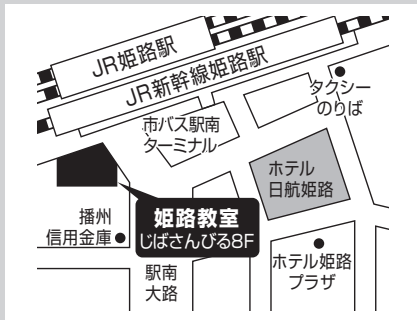 JR姫路駅
JR新幹線姫路駅
タクシー
のりば
市バス駅南
ターミナル
ホテル
日航姫路
播州
信用金庫
姫路教室
じばさんびる8F
駅南
大路
ホテル姫路
プラザ